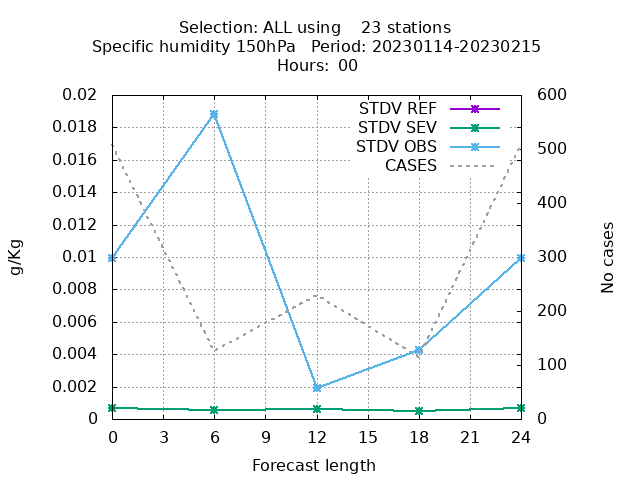 Selection: ALL using    23 stations
Specific humidity 150hPa   Period: 20230114-20230215
Hours: 00
STDV REF
STDV SEV
STDV OBS
CASES
g/Kg
0.02
0.018
0.016
0.014
0.012
0.01
0.008
0.006
0.004
0.002
0
No cases
600
500
400
300
200
100
0
0 3 6 9 12 15 18 21 24
Forecast length